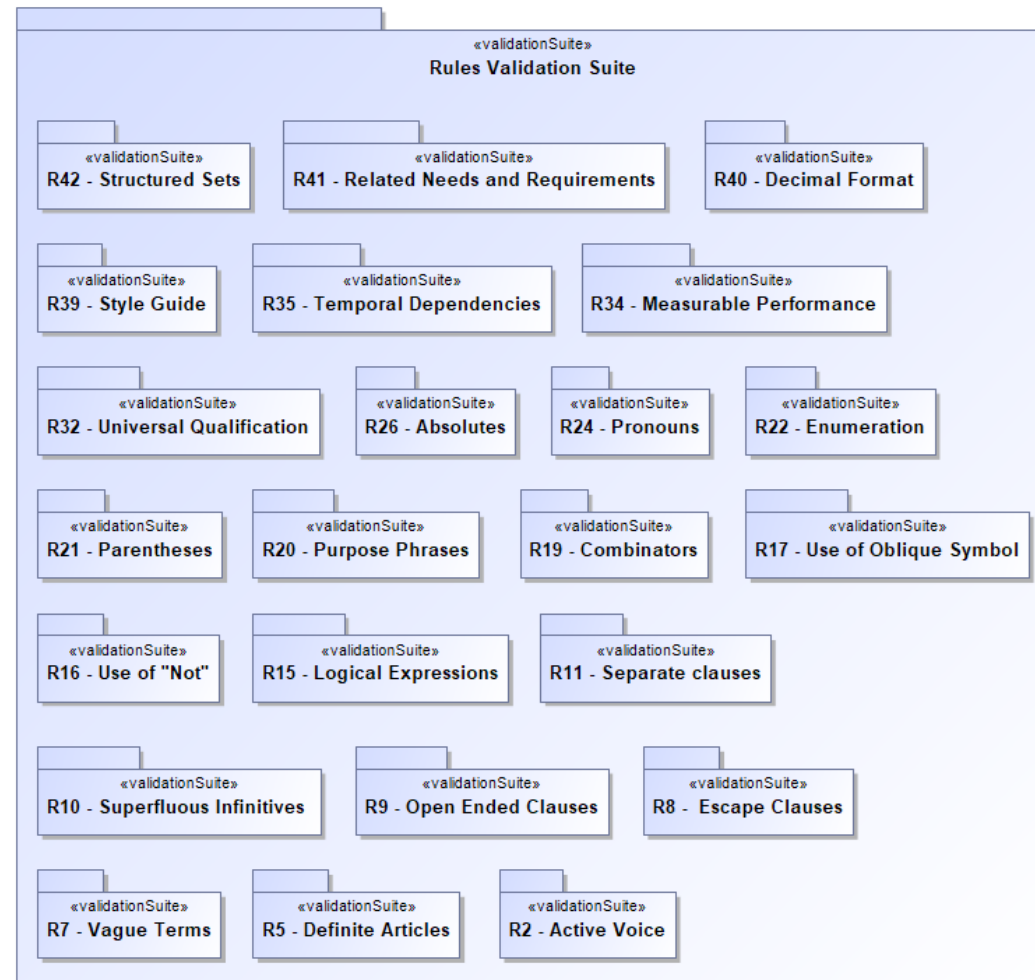 «validationSuite»
Rules Validation Suite
«validationSuite»
R42 - Structured Sets
«validationSuite»
R41 - Related Needs and Requirements
«validationSuite»
R40 - Decimal Format
«validationSuite»
R39 - Style Guide
«validationSuite»
R35 - Temporal Dependencies
«validationSuite»
R34 - Measurable Performance
«validationSuite»
R32 - Universal Qualification
«validationSuite»
R26 - Absolutes
«validationSuite»
R24 - Pronouns
«validationSuite»
R22 - Enumeration
«validationSuite»
R21 - Parentheses
«validationSuite»
R20 - Purpose Phrases
«validationSuite»
R19 - Combinators
«validationSuite»
R17 - Use of Oblique Symbol
«validationSuite»
R16 - Use of "Not"
«validationSuite»
R15 - Logical Expressions
«validationSuite»
R11 - Separate clauses
«validationSuite»
R10 - Superfluous Infinitives
«validationSuite»
R9 - Open Ended Clauses
«validationSuite»
R8 - Escape Clauses
«validationSuite»
R7 - Vague Terms
«validationSuite»
R5 - Definite Articles
«validationSuite»
R2 - Active Voice